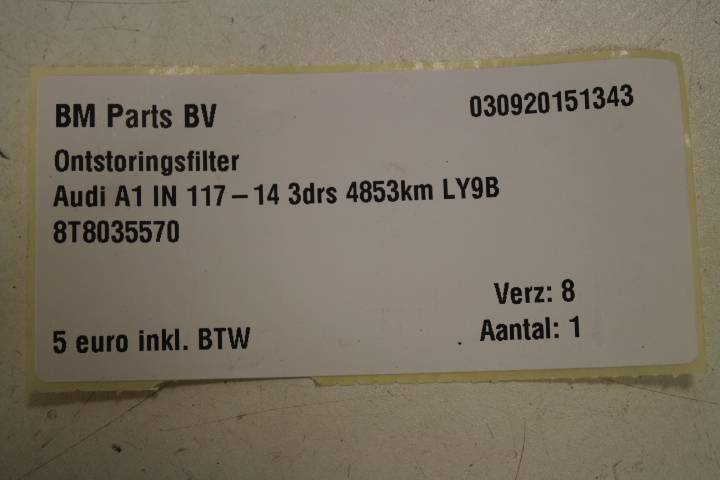 BM Parts BV
030920151343
Ontstoringsfilter
Audi A1 IN 117-14 3drs 4853km LY9B
8T8035570
Verz: 8
5 euro inkl. BTW
Aantal: 1